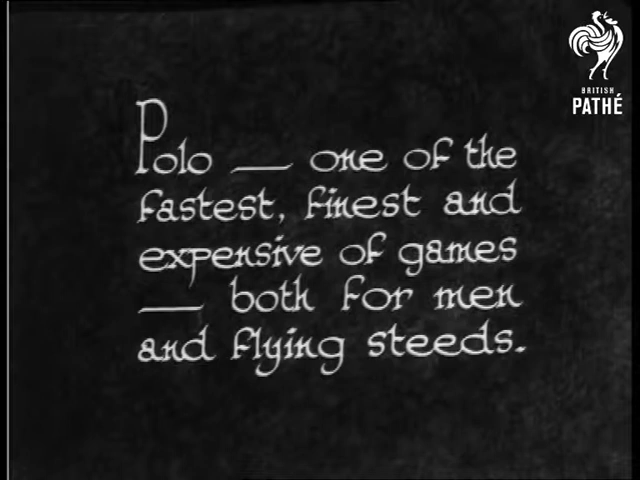 BRITISH
PATHÉ
Polo — one of the
fastest, finest and
expensive of games
— both for men
and flying steeds.